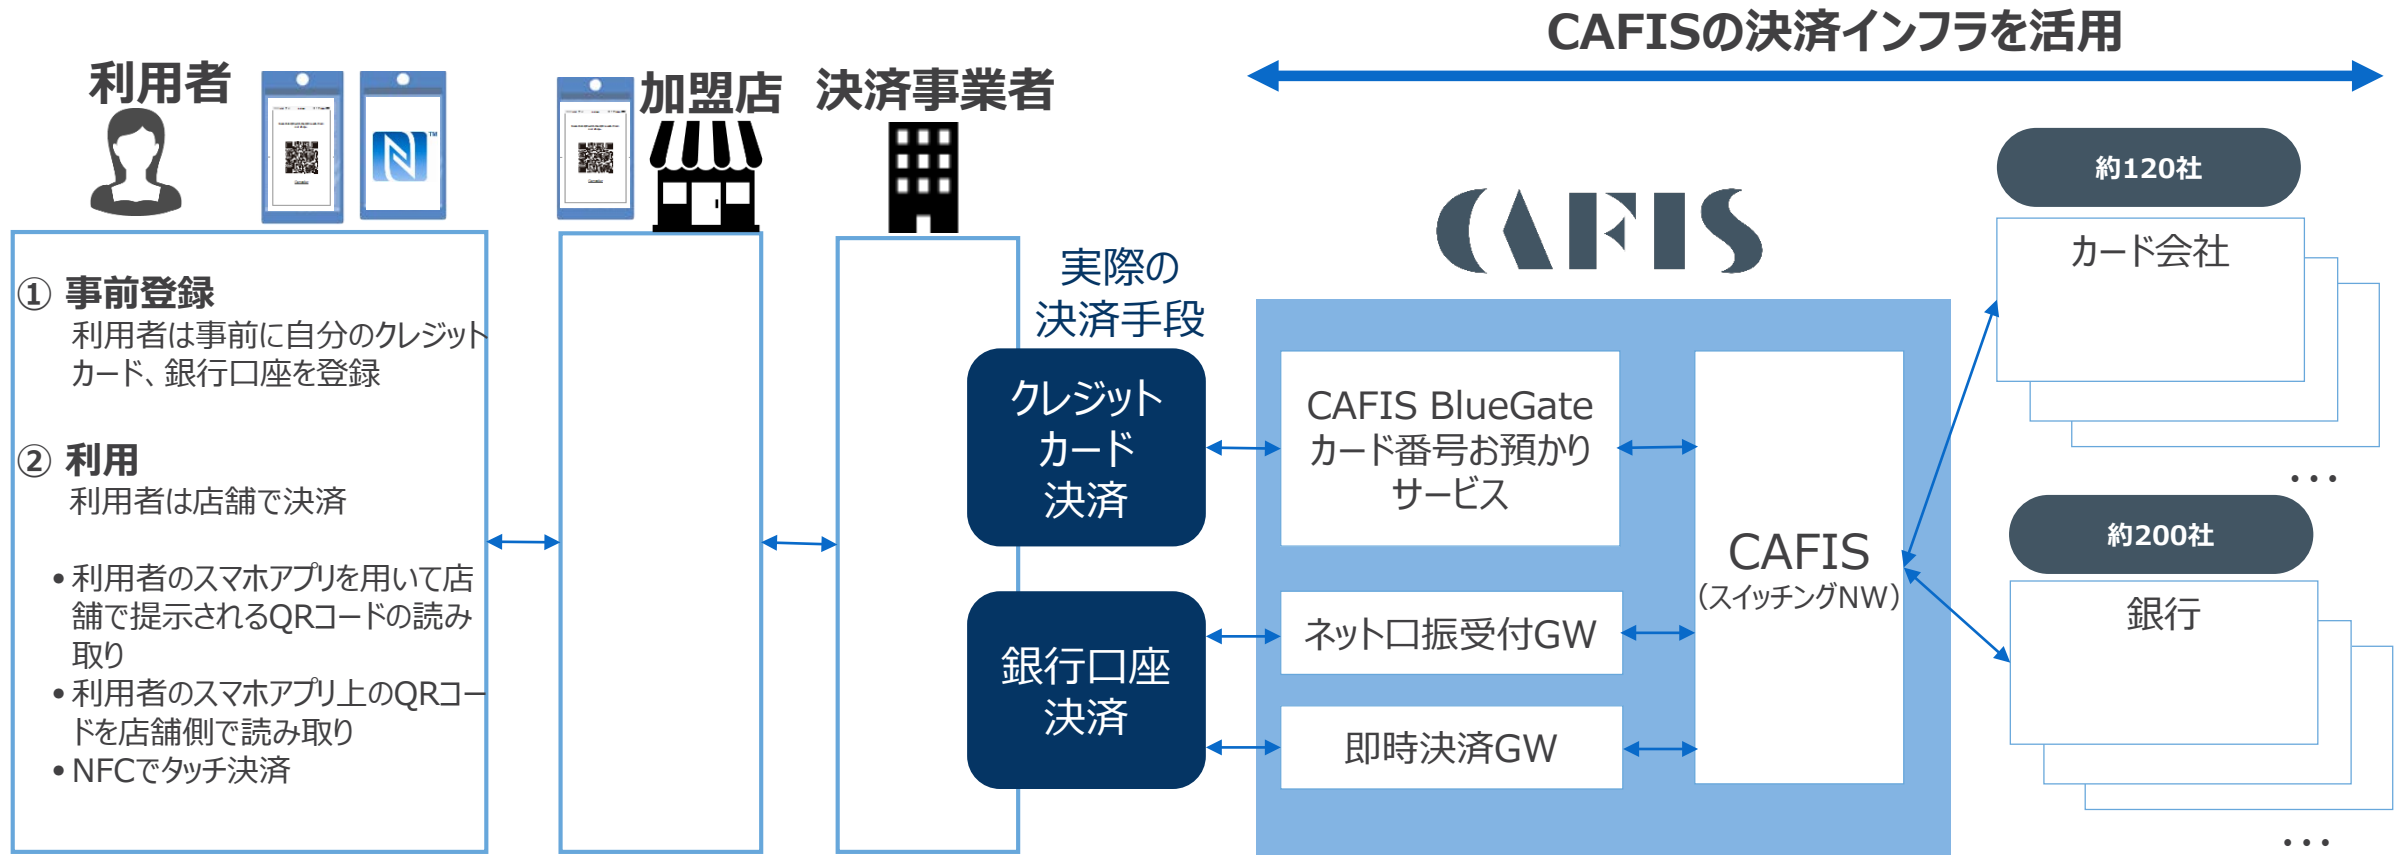 CAFISの決済インフラを活用
利用者
加盟店
決済事業者
① 事前登録
利用者は事前に自分のクレジット
カード、銀行口座を登録
② 利用
利用者は店舗で決済
• 利用者のスマホアプリを用いて店
舗で提示されるQRコードの読み
取り
• 利用者のスマホアプリ上のQRコー
ドを店舗側で読み取り
• NFCでタッチ決済
実際の
決済手段
クレジット
カード
決済
銀行口座
決済
CAFIS
CAFIS BlueGate
カード番号お預かり
サービス
ネット口振受付GW
即時決済GW
CAFIS
（スイッチングNW）
約120社
カード会社
・・・
約200社
銀行
・・・